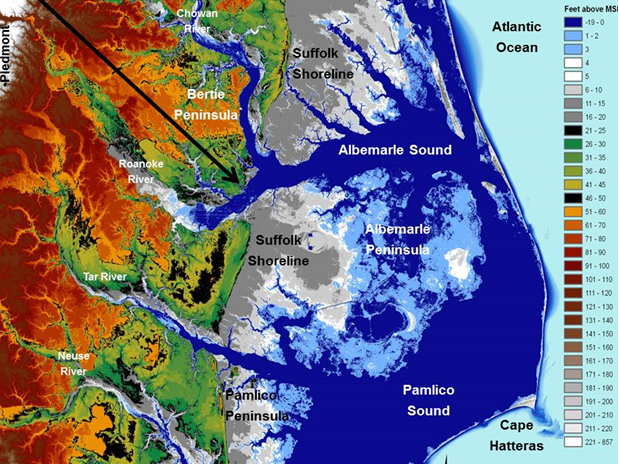 Chowan
River
Piedmont
Suffolk
Shoreline
Atlantic
Ocean
Bertie
Peninsula
Albemarle Sound
Roanoke
River
Suffolk
Shoreline
Albemarle
Peninsula
Tar River
Neuse
River
Pamlico
Peninsula
Pamlico
Sound
Cape
Hatteras
Feet above MSL
-19 - 0
1 - 2
3
4
5
6 - 10
11 - 15
16 - 20
21 - 25
26 - 30
31 - 35
36 - 40
41 - 45
46 - 50
51 - 60
61 - 70
71 - 80
81 - 90
91 - 100
101 - 110
111 - 120
121 - 130
131 - 140
141 - 150
151 - 160
161 - 170
171 - 180
181 - 190
191 - 200
201 - 210
211 - 220
221 - 857